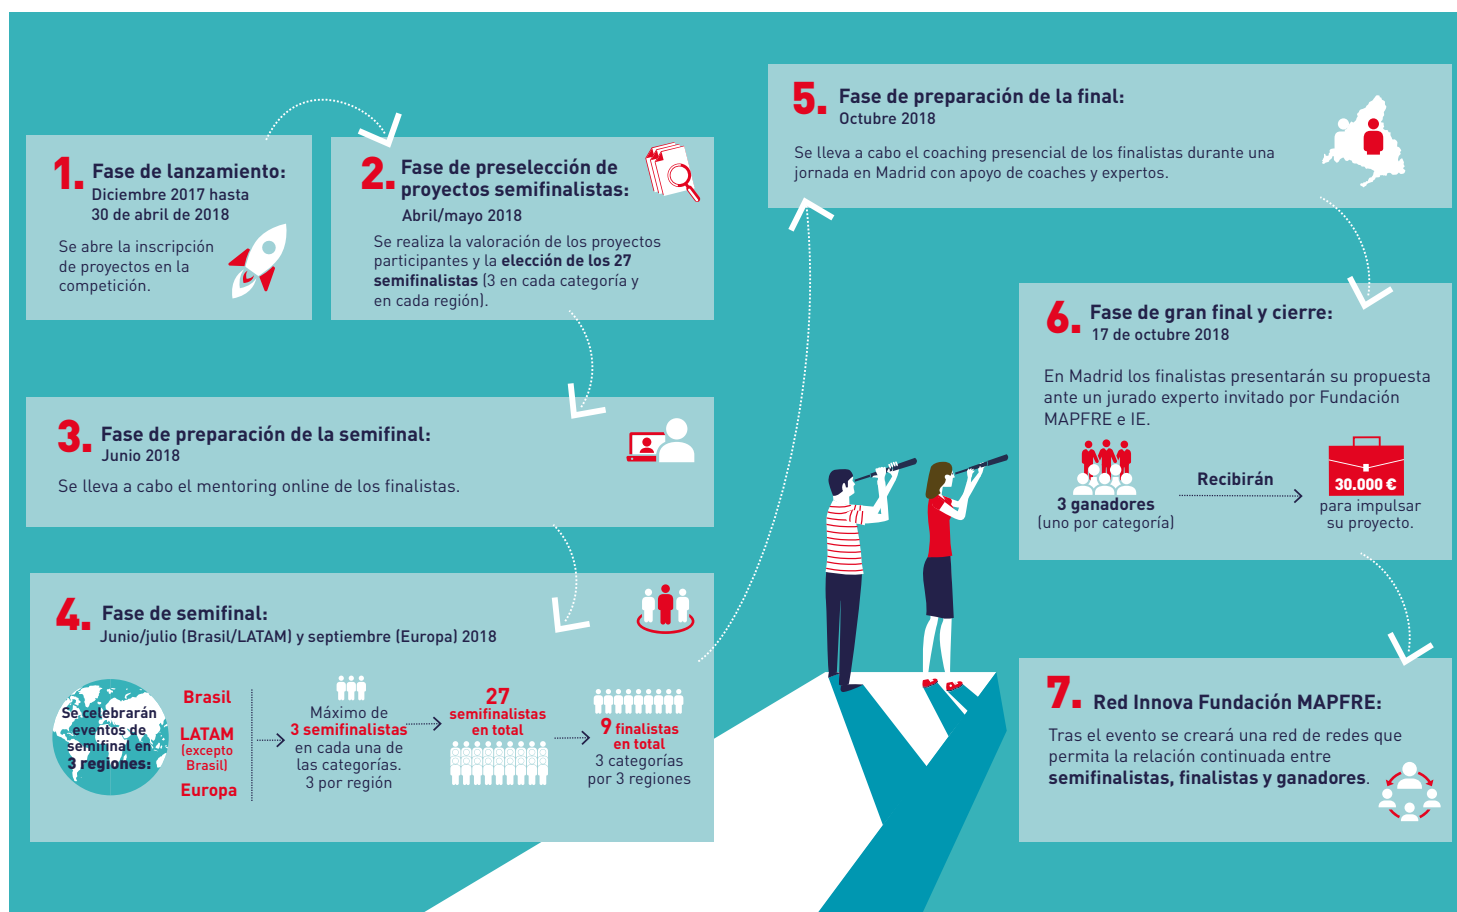 1. Fase de lanzamiento:
Diciembre 2017 hasta
30 de abril de 2018
Se abre la inscripción
de proyectos en la
competición.
2. Fase de preselección de
proyectos semifinalistas:
Abril/mayo 2018
Se realiza la valoración de los proyectos
participantes y la elección de los 27
semifinalistas (3 en cada categoría y
en cada región).
3. Fase de preparación de la semifinal:
Junio 2018
Se lleva a cabo el mentoring online de los finalistas.
4. Fase de semifinal:
Junio/julio (Brasil/LATAM) y septiembre (Europa) 2018
Se celebrarán
eventos de
semifinal en
3 regiones:
Brasil
LATAM
(excepto
Brasil)
Europa
Máximo de
3 semifinalistas
en cada una de
las categorías.
3 por región
27
semifinalistas
en total
9 finalistas
en total
3 categorías
por 3 regiones
5. Fase de preparación de la final:
Octubre 2018
Se lleva a cabo el coaching presencial de los finalistas durante una
jornada en Madrid con apoyo de coaches y expertos.
6. Fase de gran final y cierre:
17 de octubre 2018
En Madrid los finalistas presentarán su propuesta
ante un jurado experto invitado por Fundación
MAPFRE e IE.
3 ganadores
(uno por categoría)
Recibirán
30.000 €
para impulsar
su proyecto.
7. Red Innova Fundación MAPFRE:
Tras el evento se creará una red de redes que
permita la relación continuada entre
semifinalistas, finalistas y ganadores.